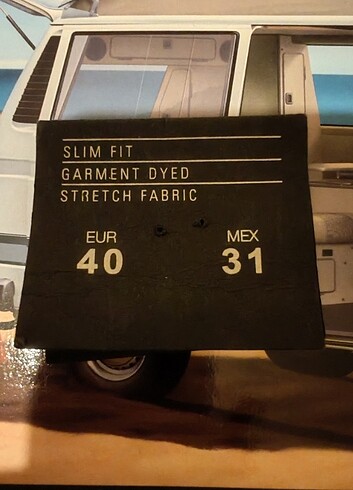 SLIM FIT
GARMENT DYED
STRETCH FABRIC
EUR MEX
40 31